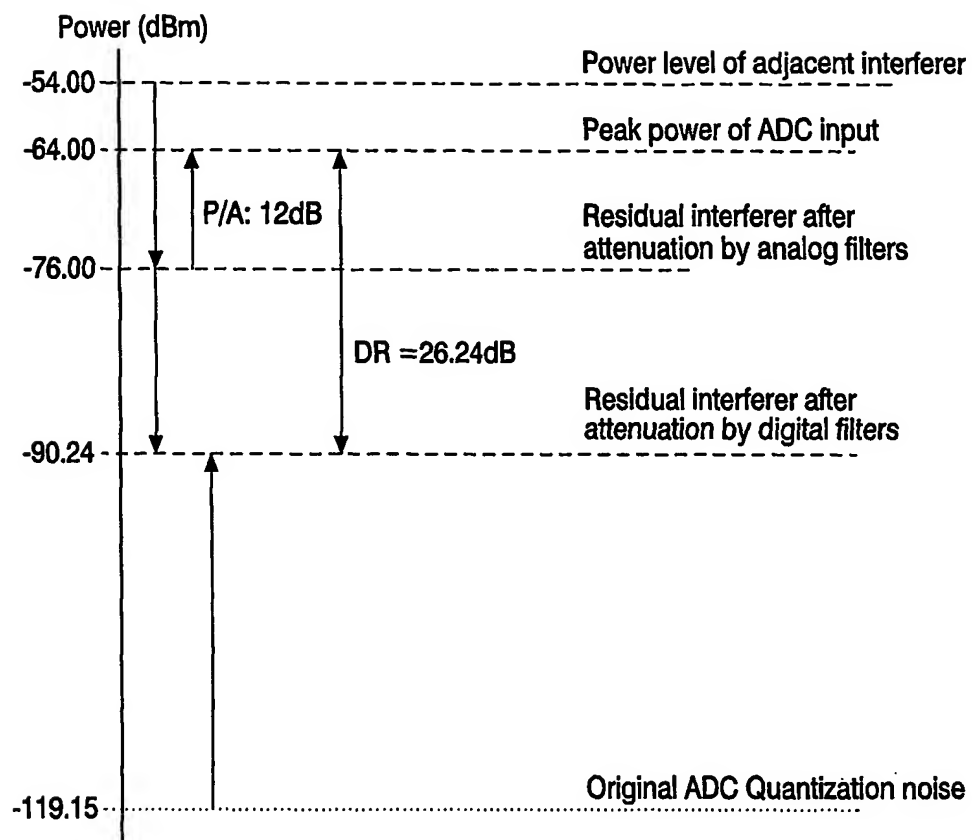 Power (dBm)
-54.00
Power level of adjacent interferer
-64.00
Peak power of ADC input
P/A: 12dB
Residual interferer after
attenuation by analog filters
-76.00
DR =26.24dB
Residual interferer after
attenuation by digital filters
-90.24
Original ADC Quantization noise
-119.15